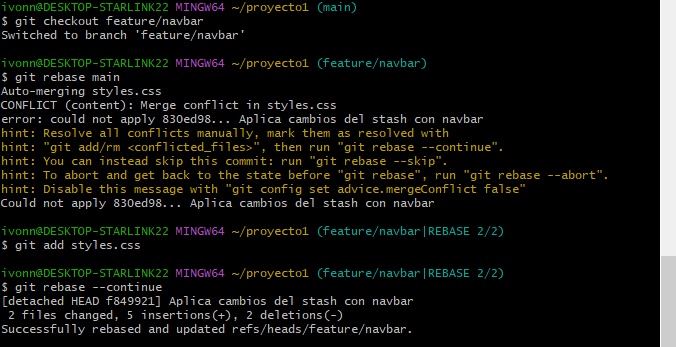 ivonn@DESKTOP-STARLINK22 MINGW64 ~/proyecto1 (main)
$ git checkout feature/navbar
Switched to branch 'feature/navbar'
ivonn@DESKTOP-STARLINK22 MINGW64 ~/proyecto1 (feature/navbar)
$ git rebase main
Auto-merging styles.css
CONFLICT (content): Merge conflict in styles.css
error: could not apply 830ed98... Aplica cambios del stash con navbar
hint: Resolve all conflicts manually, mark them as resolved with
hint: "git add/rm <conflicted_files>", then run "git rebase --continue".
hint: You can instead skip this commit: run "git rebase --skip".
hint: To abort and get back to the state before "git rebase", run "git rebase --abort".
hint: Disable this message with "git config set advice.mergeConflict false"
Could not apply 830ed98... Aplica cambios del stash con navbar
ivonn@DESKTOP-STARLINK22 MINGW64 ~/proyecto1 (feature/navbar|REBASE 2/2)
$ git add styles.css
ivonn@DESKTOP-STARLINK22 MINGW64 ~/proyecto1 (feature/navbar|REBASE 2/2)
$ git rebase --continue
[detached HEAD f849921] Aplica cambios del stash con navbar
 2 files changed, 5 insertions(+), 2 deletions(-)
Successfully rebased and updated refs/heads/feature/navbar.